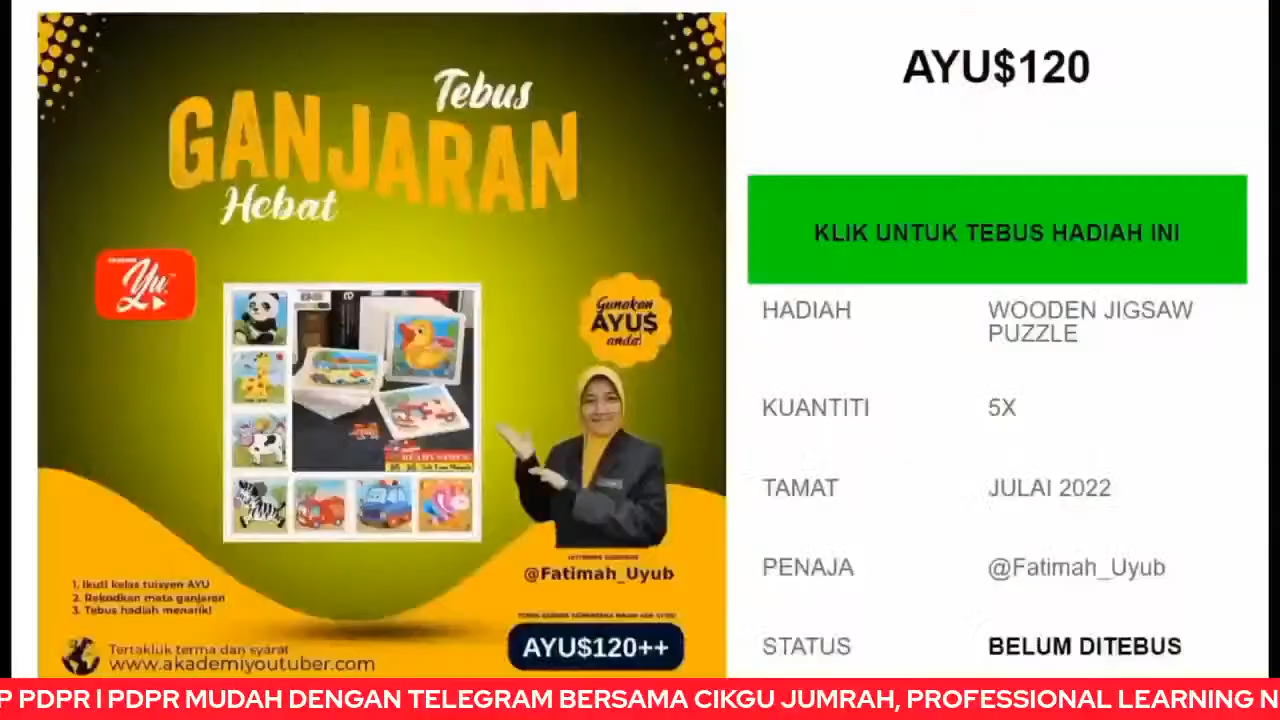 Tebus
GANJARAN
Hebat
Yu
Gunakan
AYU$
anda!
@Fatimah_Uyub
1. Ikuti kelas tuisyen AYU
2. Rekodkan mata ganjaran
3. Tebus hadiah menarik!
Tertakluk terma dan syarat
www.akademiyoutuber.com
AYU$120++
AYU$120
KLIK UNTUK TEBUS HADIAH INI
HADIAH WOODEN JIGSAW PUZZLE
KUANTITI 5X
TAMAT JULAI 2022
PENAJA @Fatimah_Uyub
STATUS BELUM DITEBUS
P PDPR | PDPR MUDAH DENGAN TELEGRAM BERSAMA CIKGU JUMRAH, PROFESSIONAL LEARNING N